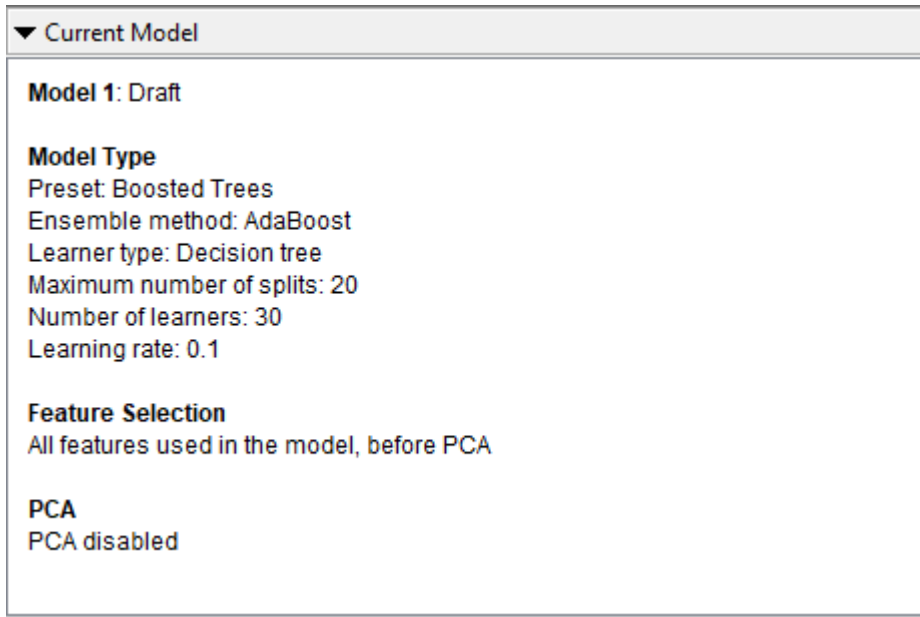 Current Model
Model 1: Draft
Model Type
Preset: Boosted Trees
Ensemble method: AdaBoost
Learner type: Decision tree
Maximum number of splits: 20
Number of learners: 30
Learning rate: 0.1
Feature Selection
All features used in the model, before PCA
PCA
PCA disabled